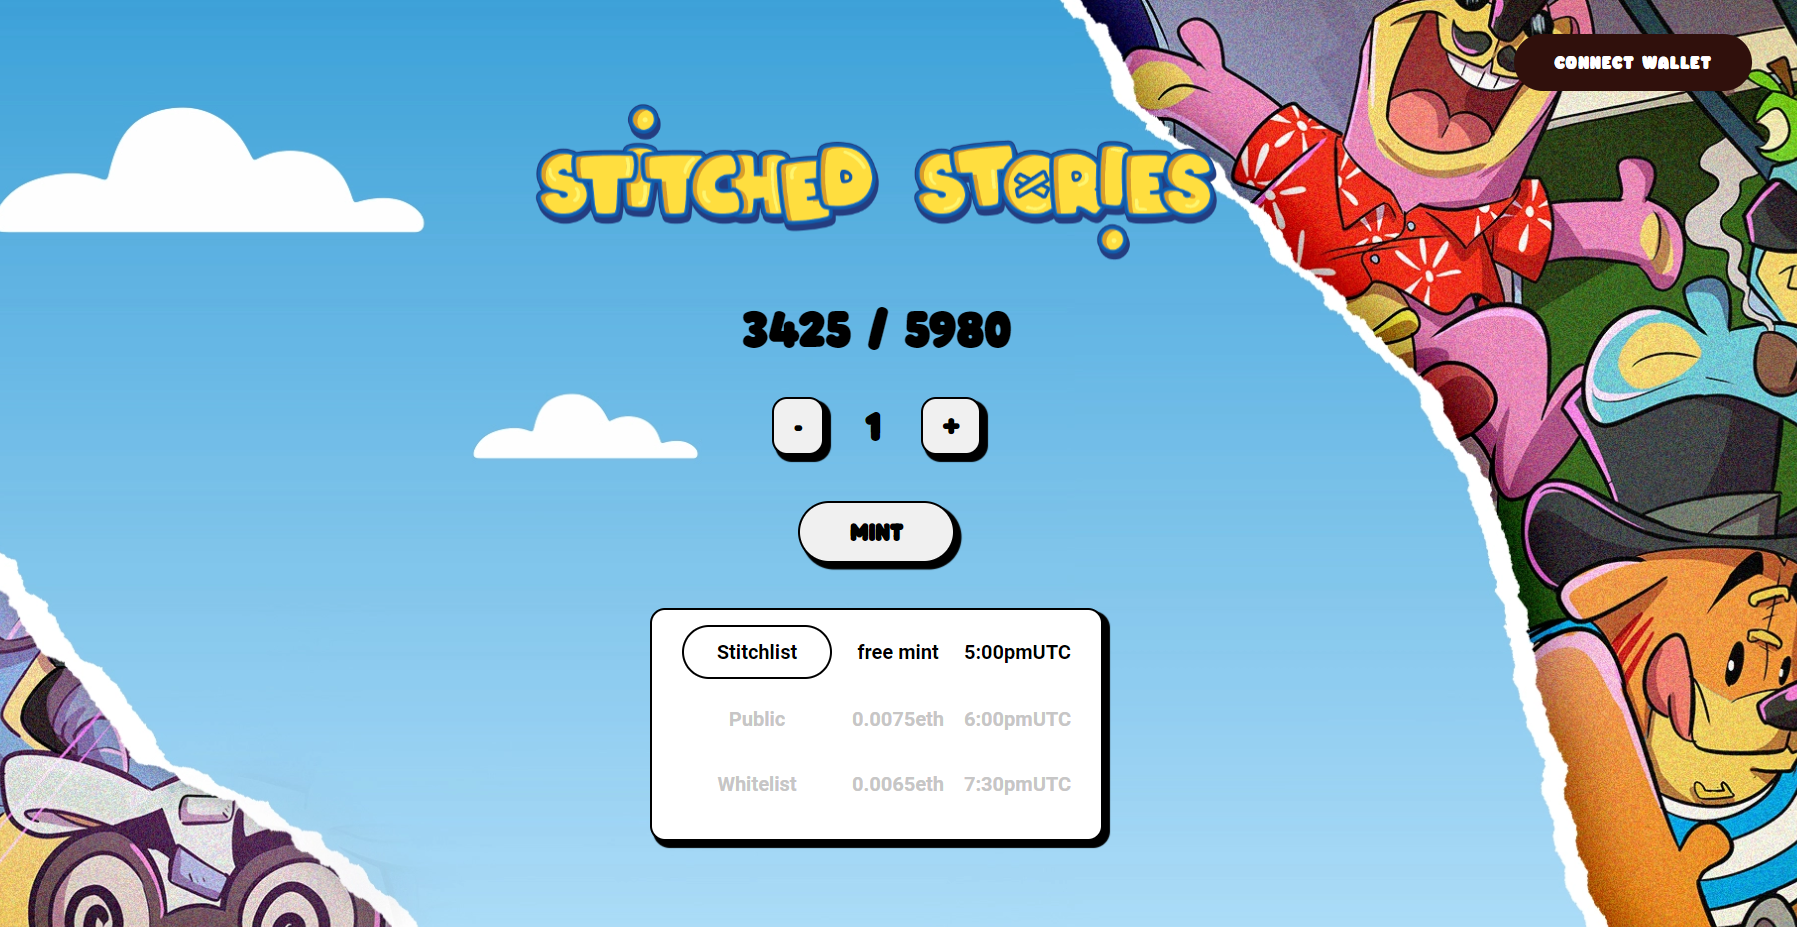 CONNECT WALLET
STITCHED STORIES
3425 / 5980
- 1 +
MINT
Stitchlist free mint 5:00pmUTC
Public 0.0075eth 6:00pmUTC
Whitelist 0.0065eth 7:30pmUTC